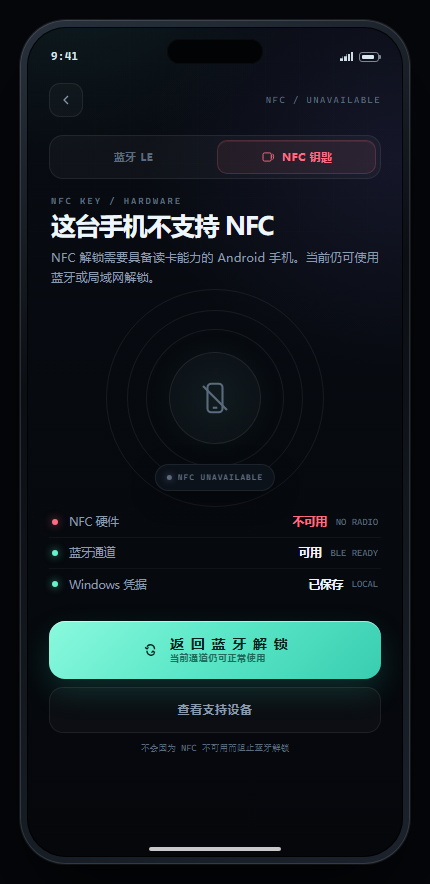 9:41
NFC / UNAVAILABLE
蓝牙 LE
NFC 钥匙
NFC KEY / HARDWARE
这台手机不支持 NFC
NFC 解锁需要具备读卡能力的 Android 手机。当前仍可使用
蓝牙或局域网解锁。
NFC UNAVAILABLE
NFC 硬件 不可用 NO RADIO
蓝牙通道 可用 BLE READY
Windows 凭据 已保存 LOCAL
返回蓝牙解锁
当前通道仍可正常使用
查看支持设备
不会因为 NFC 不可用而阻止蓝牙解锁